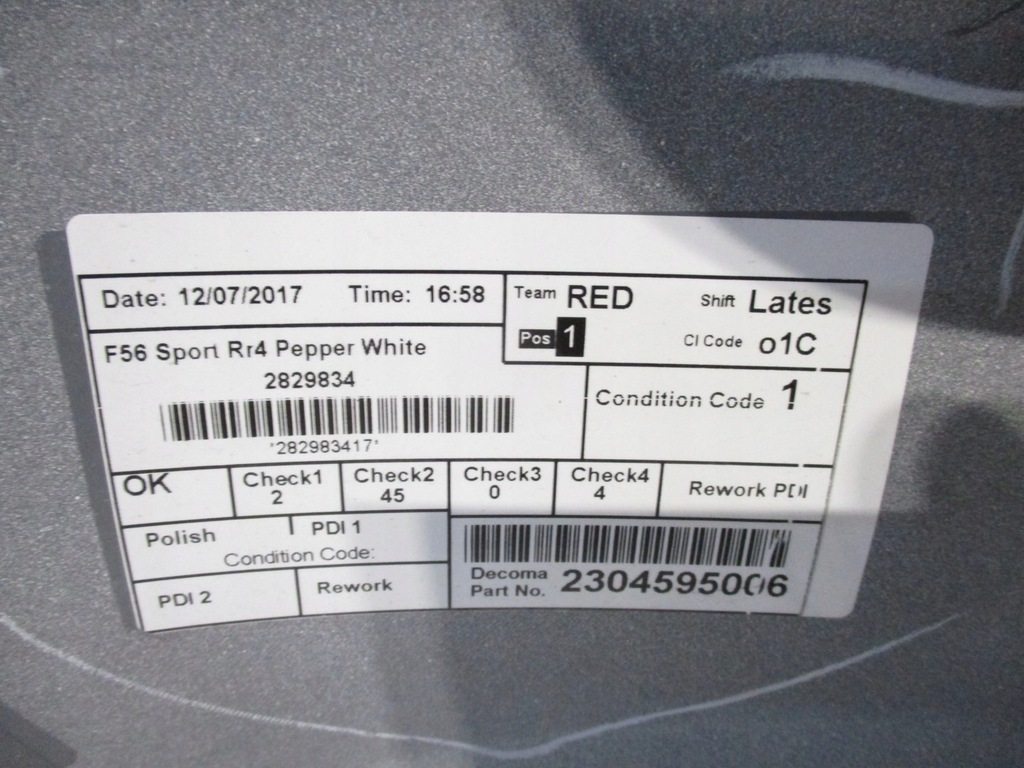 Date: 12/07/2017 Time: 16:58
Team RED Shift Lates
Pos 1 CI Code o1C
F56 Sport Rr4 Pepper White
2829834
*282983417*
Condition Code 1
OK Check1 Check2 Check3 Check4 Rework PDI
2 45 0 4
Polish PDI 1
Condition Code:
PDI 2 Rework
Decoma
Part No. 2304595006